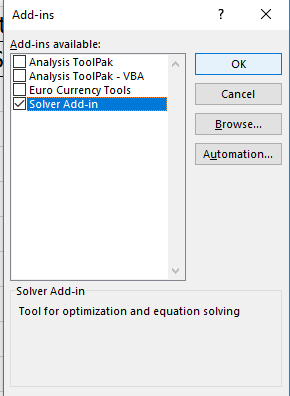 Add-ins
?
Add-ins available:
Analysis ToolPak
Analysis ToolPak - VBA
Euro Currency Tools
Solver Add-in
OK
Cancel
Browse...
Automation...
Solver Add-in
Tool for optimization and equation solving